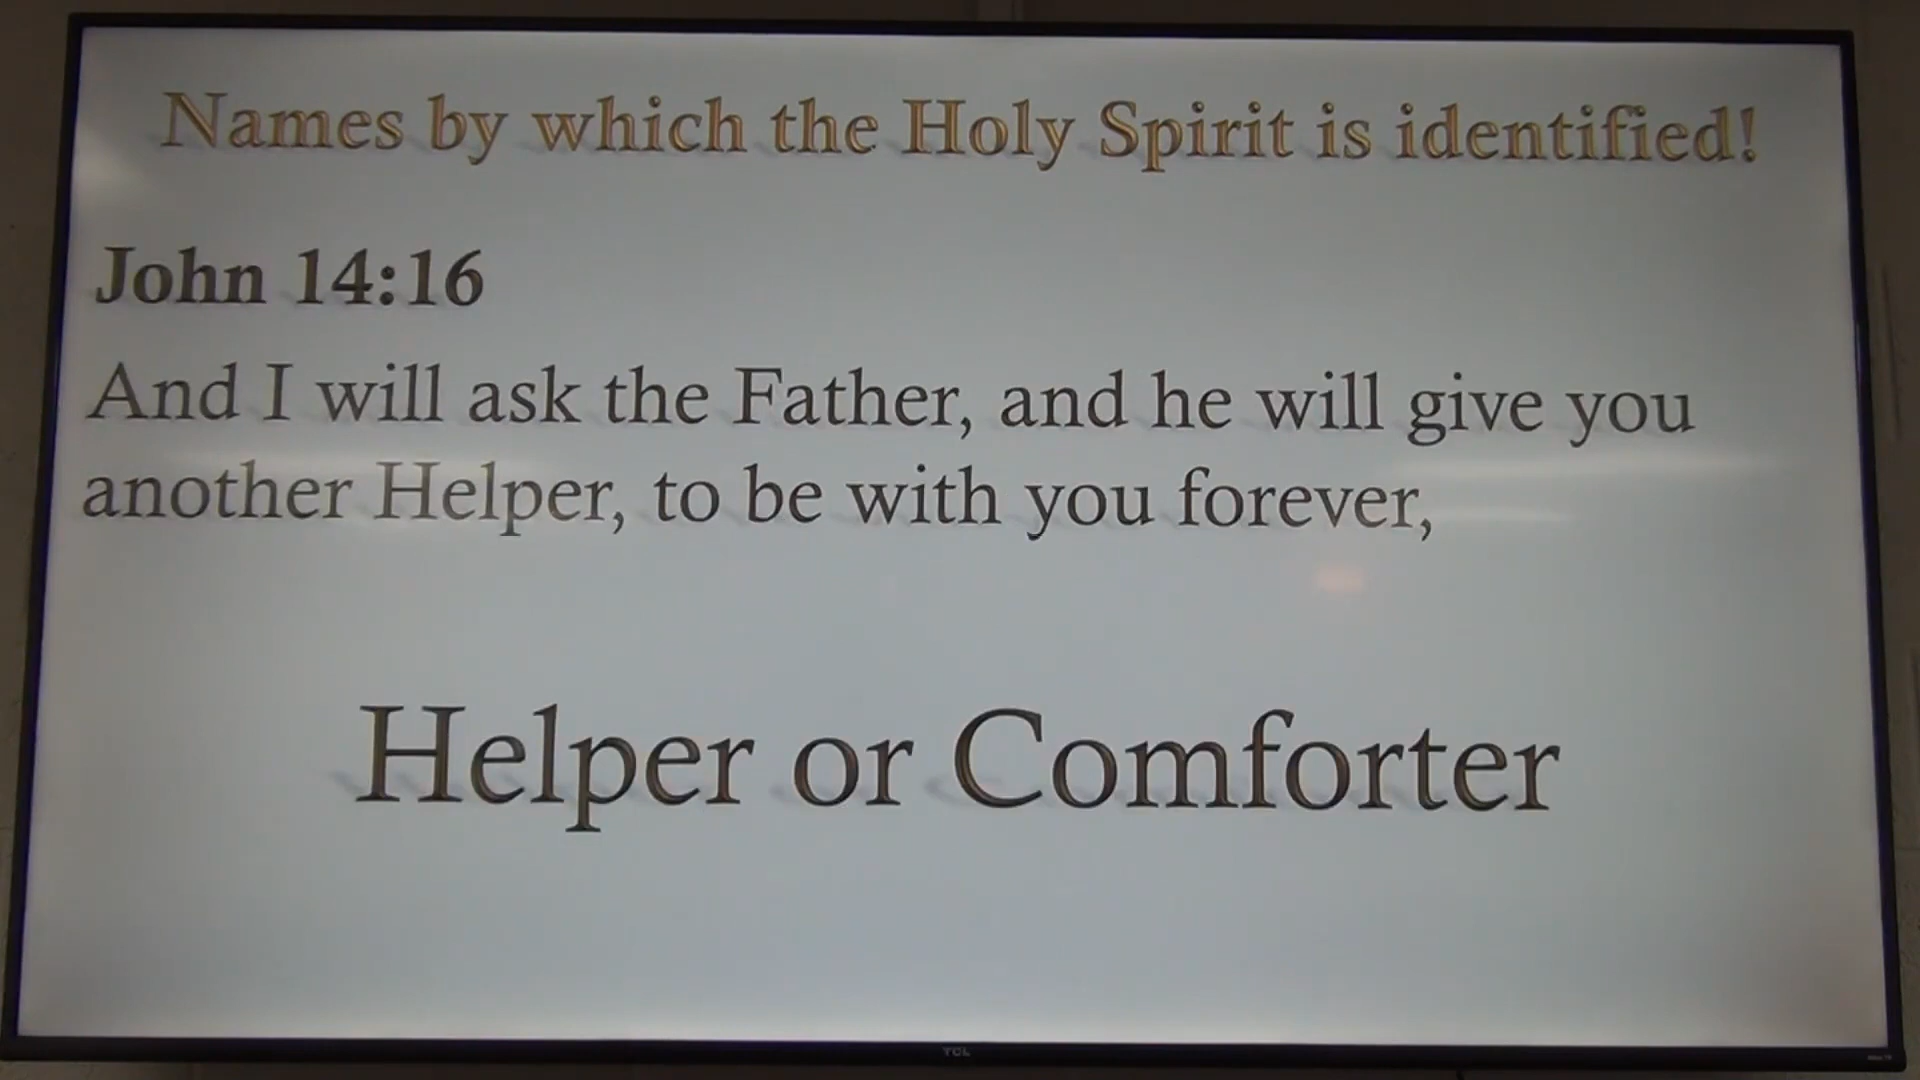 Names by which the Holy Spirit is identified!
John 14:16
And I will ask the Father, and he will give you
another Helper, to be with you forever,
Helper or Comforter
TCL